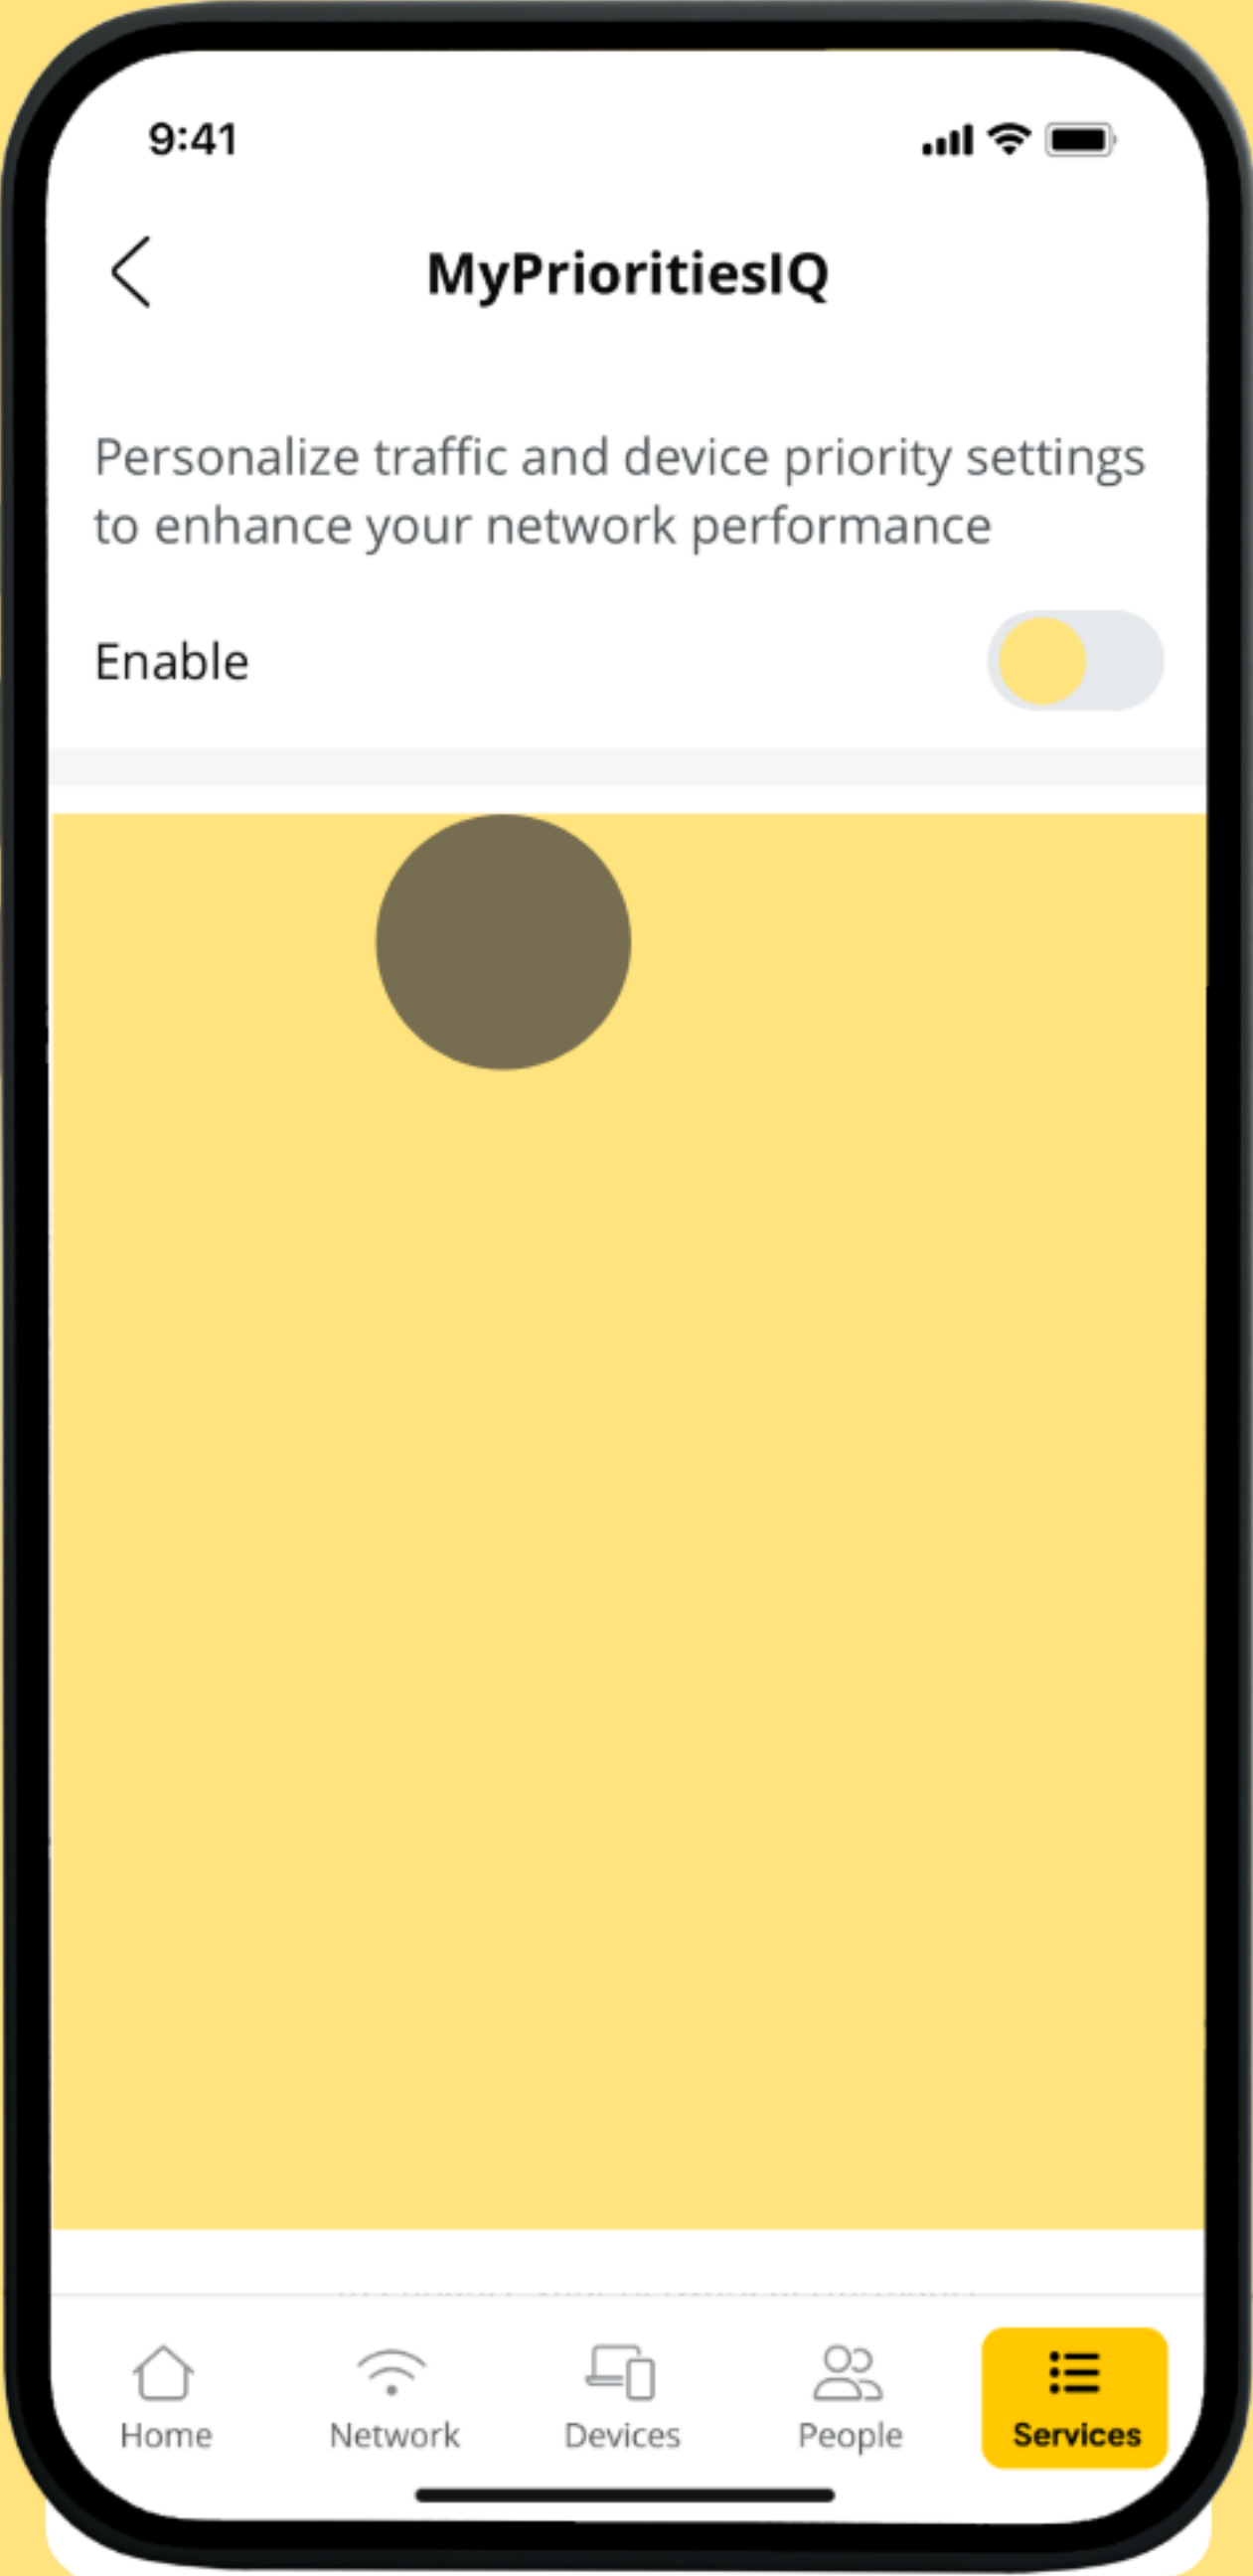 9:41
MyPrioritiesIQ
Personalize traffic and device priority settings
to enhance your network performance
Enable
Home
Network
Devices
People
Services